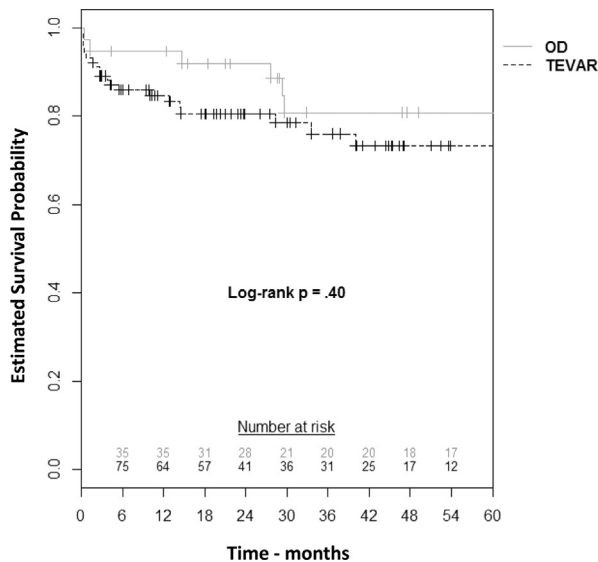 OD
TEVAR
1.0
0.8
0.6
0.4
0.2
0.0
Estimated Survival Probability
Log-rank p = .40
Number at risk
35 35 31 28 21 20 20 18 17
75 64 57 41 36 31 25 17 12
0 6 12 18 24 30 36 42 48 54 60
Time - months